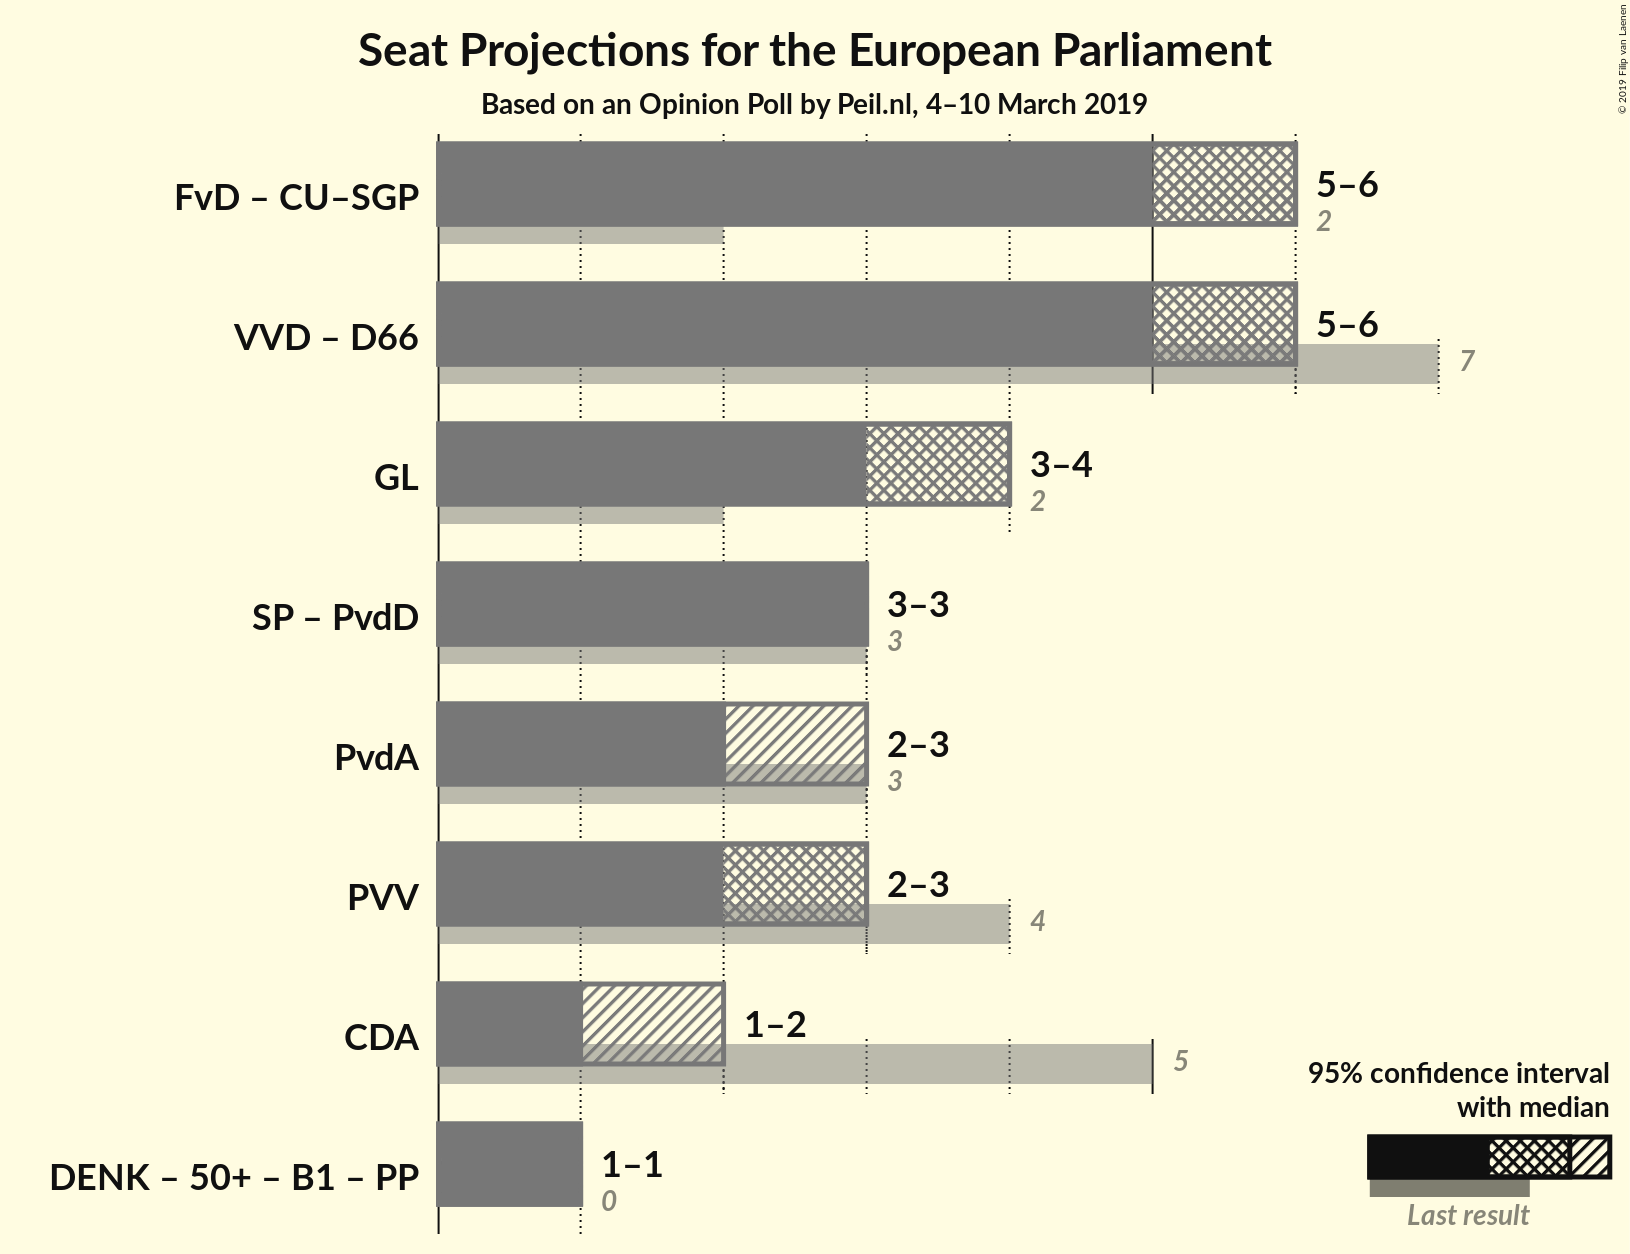 Seat Projections for the European Parliament
Based on an Opinion Poll by Peil.nl, 4–10 March 2019
© 2019 Filip van Laenen
FvD – CU–SGP
5–6
2
VVD – D66
5–6
7
GL
3–4
2
SP – PvdD
3–3
3
PvdA
2–3
3
PVV
2–3
4
CDA
1–2
5
DENK – 50+ – B1 – PP
1–1
0
95% confidence interval
with median
Last result